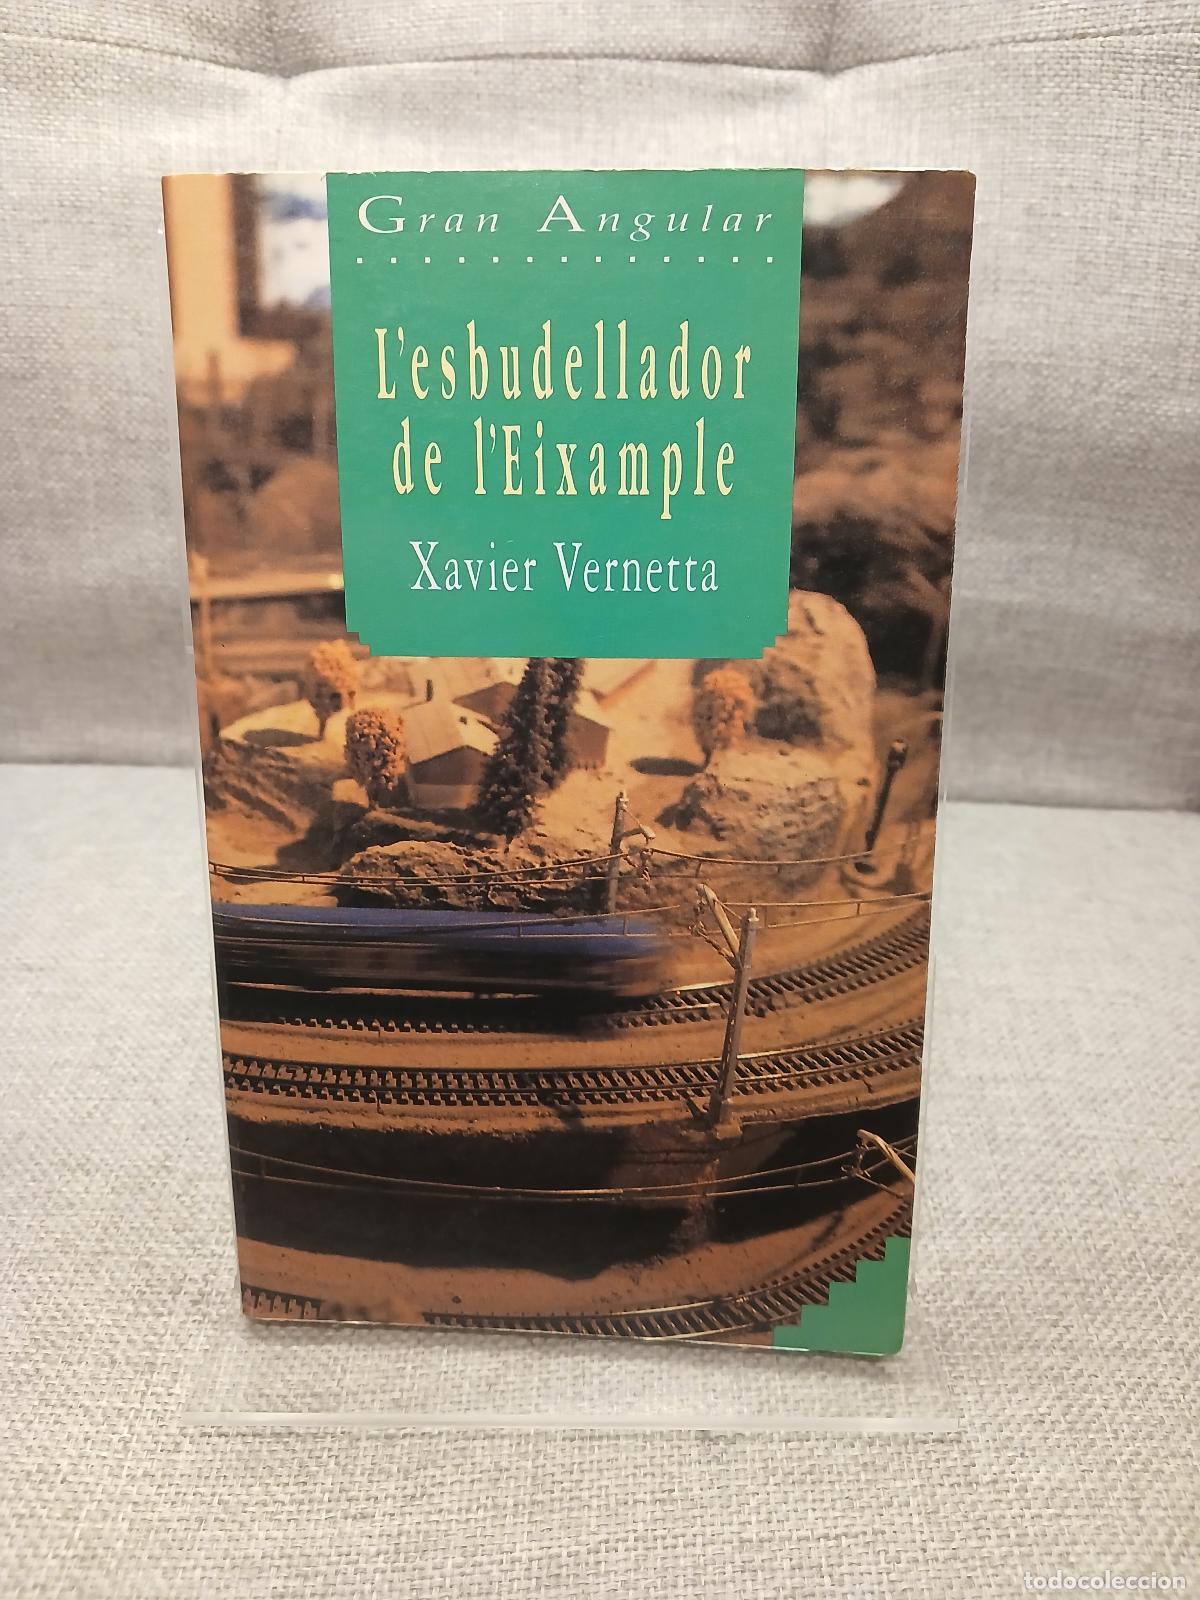 Gran Angular
L'esbudellador
de l'Eixample
Xavier Vernetta
todocoleccion